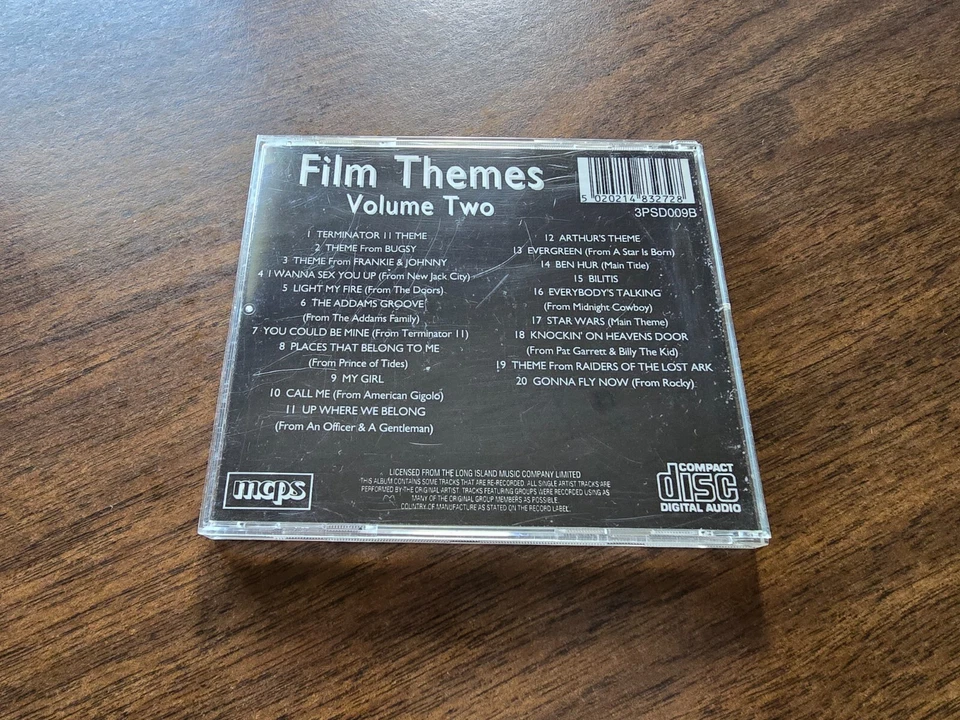 Film Themes
Volume Two
5 020214 832728
3PSD009B
1 TERMINATOR 11 THEME
2 THEME From BUGSY
3 THEME From FRANKIE & JOHNNY
4 I WANNA SEX YOU UP (From New Jack City)
5 LIGHT MY FIRE (From The Doors)
6 THE ADDAMS GROOVE
(From The Addams Family)
7 YOU COULD BE MINE (From Terminator 11)
8 PLACES THAT BELONG TO ME
(From Prince of Tides)
9 MY GIRL
10 CALL ME (From American Gigolo)
11 UP WHERE WE BELONG
(From An Officer & A Gentleman)
12 ARTHUR'S THEME
13 EVERGREEN (From A Star Is Born)
14 BEN HUR (Main Title)
15 BILITIS
16 EVERYBODY'S TALKING
(From Midnight Cowboy)
17 STAR WARS (Main Theme)
18 KNOCKIN' ON HEAVENS DOOR
(From Pat Garrett & Billy The Kid)
19 THEME From RAIDERS OF THE LOST ARK
20 GONNA FLY NOW (From Rocky)
mcps
LICENSED FROM THE LONG ISLAND MUSIC COMPANY LIMITED
THIS ALBUM CONTAINS SOME TRACKS THAT ARE RE-RECORDED. ALL SINGLE ARTIST TRACKS ARE
PERFORMED BY THE ORIGINAL ARTIST. TRACKS FEATURING GROUPS WERE RECORDED USING AS
MANY OF THE ORIGINAL GROUP MEMBERS AS POSSIBLE.
COUNTRY OF MANUFACTURE AS STATED ON THE RECORD LABEL.
COMPACT
disc
DIGITAL AUDIO